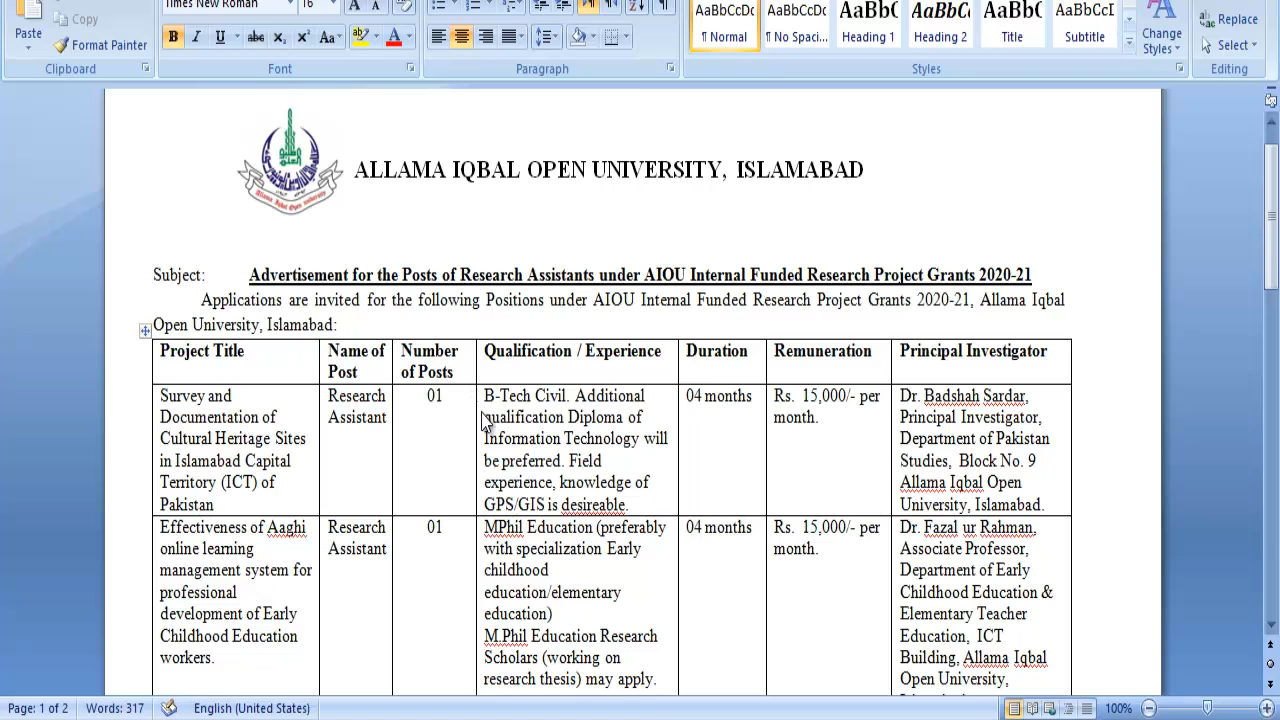 Times New Roman 16
Paste
Copy
Format Painter
B I U abc x₂ x² Aa A
AaBbCcDc AaBbCcDc AaBbC AaBbCc AaBbC AaBbCcI
¶ Normal ¶ No Spaci... Heading 1 Heading 2 Title Subtitle
Change Styles
Replace
Select
Clipboard Font Paragraph Styles Editing
ALLAMA IQBAL OPEN UNIVERSITY, ISLAMABAD
Allama Iqbal Open university
Subject: Advertisement for the Posts of Research Assistants under AIOU Internal Funded Research Project Grants 2020-21
Applications are invited for the following Positions under AIOU Internal Funded Research Project Grants 2020-21, Allama Iqbal
Open University, Islamabad:
Project Title
Name of
Post
Number
of Posts
Qualification / Experience
Duration
Remuneration
Principal Investigator
Survey and
Documentation of
Cultural Heritage Sites
in Islamabad Capital
Territory (ICT) of
Pakistan
Research
Assistant
01
B-Tech Civil. Additional
qualification Diploma of
Information Technology will
be preferred. Field
experience, knowledge of
GPS/GIS is desireable.
04 months
Rs. 15,000/- per
month.
Dr. Badshah Sardar,
Principal Investigator,
Department of Pakistan
Studies, Block No. 9
Allama Iqbal Open
University, Islamabad.
Effectiveness of Aaghi
online learning
management system for
professional
development of Early
Childhood Education
workers.
Research
Assistant
01
MPhil Education (preferably
with specialization Early
childhood
education/elementary
education)
M.Phil Education Research
Scholars (working on
research thesis) may apply.
04 months
Rs. 15,000/- per
month.
Dr. Fazal ur Rahman,
Associate Professor,
Department of Early
Childhood Education &
Elementary Teacher
Education, ICT
Building, Allama Iqbal
Open University,
Page: 1 of 2 Words: 317 English (United States) 100%